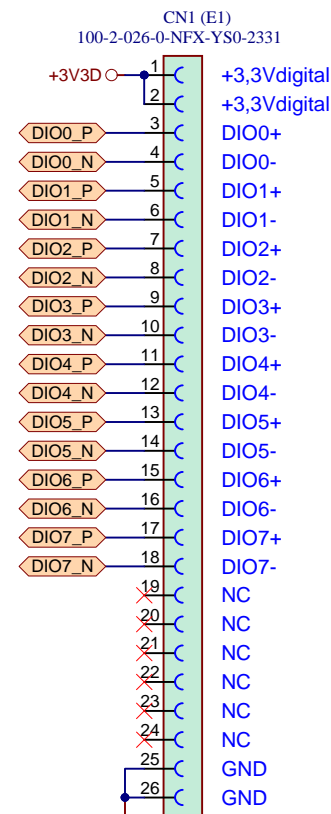 CN1 (E1)
100-2-026-0-NFX-YS0-2331
+3V3D 1 +3,3Vdigital
2 +3,3Vdigital
DIO0_P 3 DIO0+
DIO0_N 4 DIO0-
DIO1_P 5 DIO1+
DIO1_N 6 DIO1-
DIO2_P 7 DIO2+
DIO2_N 8 DIO2-
DIO3_P 9 DIO3+
DIO3_N 10 DIO3-
DIO4_P 11 DIO4+
DIO4_N 12 DIO4-
DIO5_P 13 DIO5+
DIO5_N 14 DIO5-
DIO6_P 15 DIO6+
DIO6_N 16 DIO6-
DIO7_P 17 DIO7+
DIO7_N 18 DIO7-
19 NC
20 NC
21 NC
22 NC
23 NC
24 NC
25 GND
26 GND